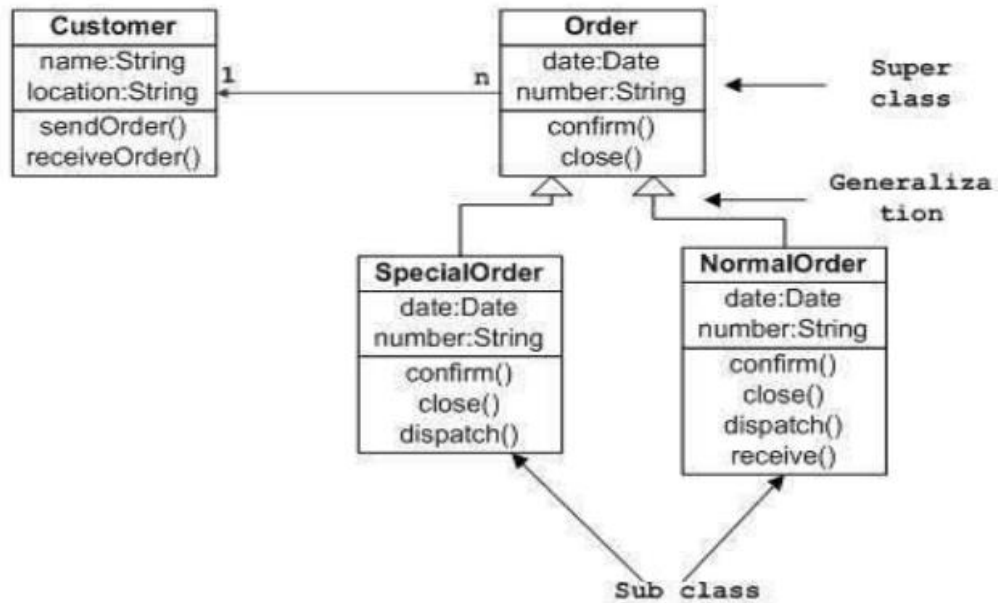 Customer
name:String
location:String
sendOrder()
receiveOrder()
1
n
Order
date:Date
number:String
confirm()
close()
Super
class
Generaliza
tion
SpecialOrder
date:Date
number:String
confirm()
close()
dispatch()
NormalOrder
date:Date
number:String
confirm()
close()
dispatch()
receive()
Sub class